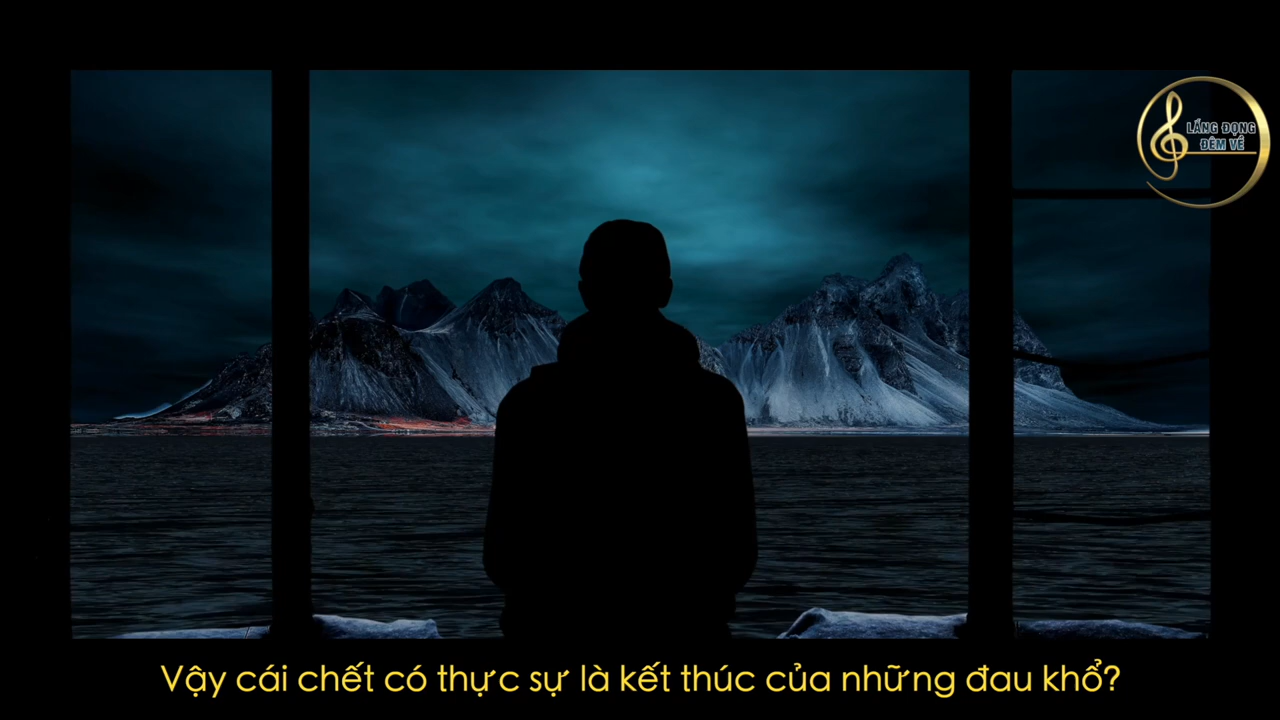 LẮNG ĐỌNG
ĐÊM VỀ
Vậy cái chết có thực sự là kết thúc của những đau khổ?